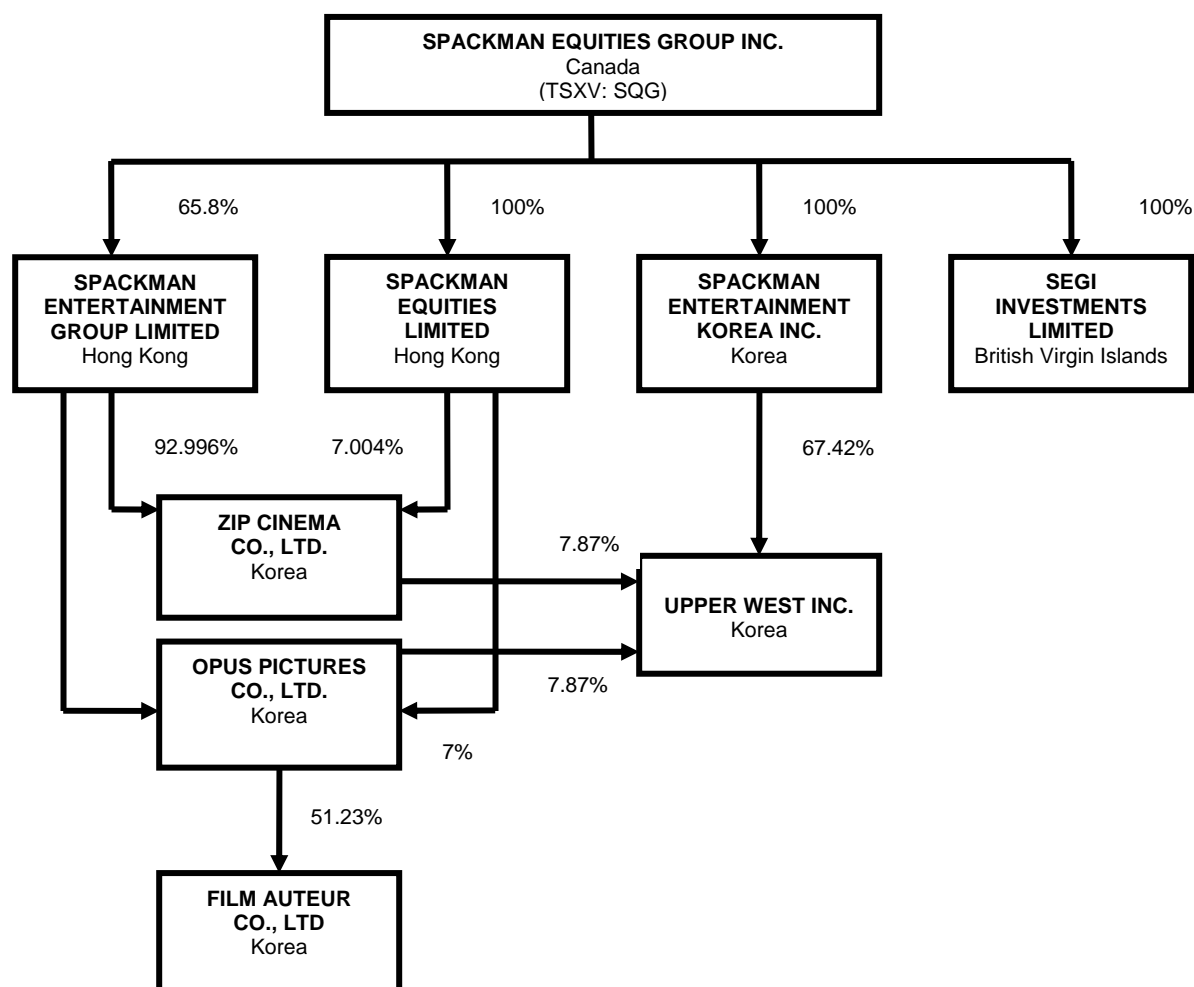 SPACKMAN EQUITIES GROUP INC.
Canada
(TSXV: SQG)
65.8%
100%
100%
100%
SPACKMAN
ENTERTAINMENT
GROUP LIMITED
Hong Kong
SPACKMAN
EQUITIES
LIMITED
Hong Kong
SPACKMAN
ENTERTAINMENT
KOREA INC.
Korea
SEGI
INVESTMENTS
LIMITED
British Virgin Islands
92.996%
7.004%
67.42%
ZIP CINEMA
CO., LTD.
Korea
7.87%
UPPER WEST INC.
Korea
OPUS PICTURES
CO., LTD.
Korea
7.87%
7%
51.23%
FILM AUTEUR
CO., LTD
Korea